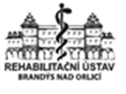 REHABILITAČNÍ ÚSTAV
BRANDÝS NAD ORLICÍ